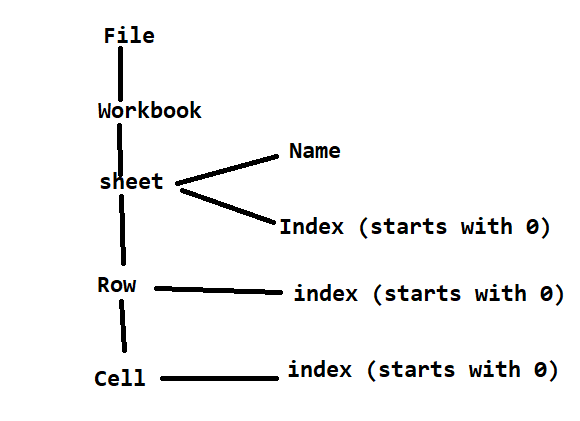 File
Workbook
sheet
Name
Index (starts with 0)
Row
index (starts with 0)
Cell
index (starts with 0)